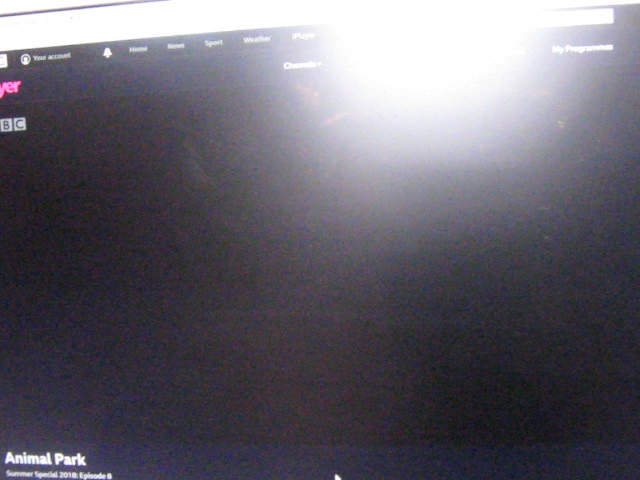 Your account Home News Sport Weather iPlayer
Channels My Programmes
yer
BBC
Animal Park
Summer Special 2018: Episode 8